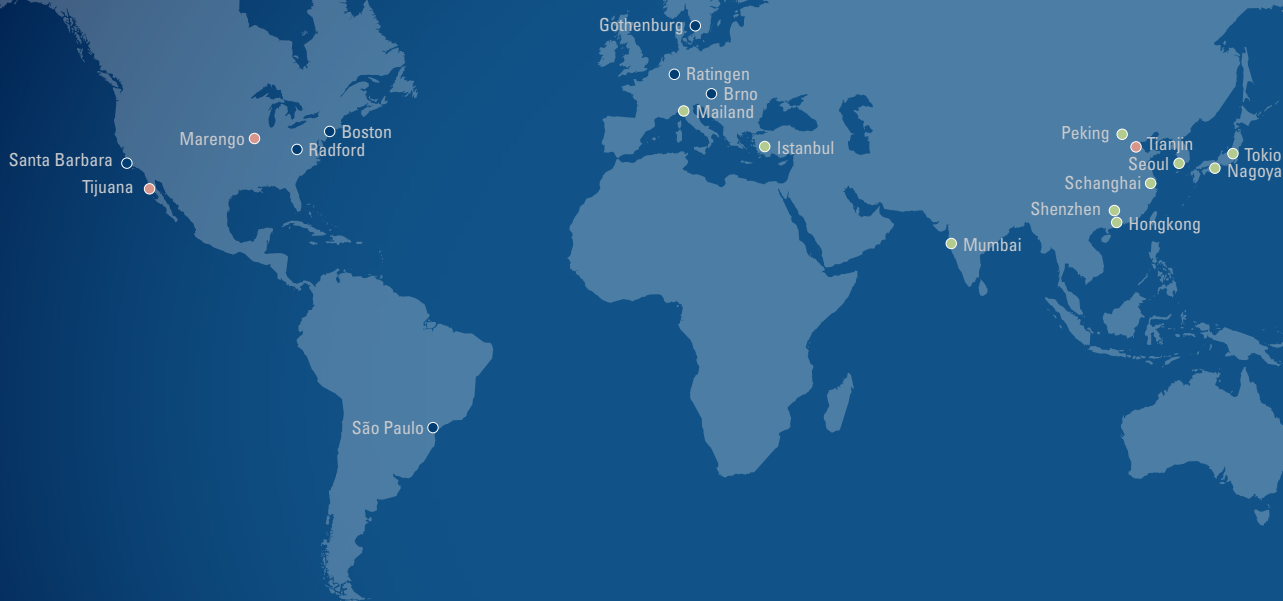 Gothenburg
Ratingen
Brno
Mailand
Boston
Marengo
Radford
Santa Barbara
Tijuana
Istanbul
Peking
Tianjin
Tokio
Seoul
Nagoya
Schanghai
Shenzhen
Hongkong
Mumbai
São Paulo